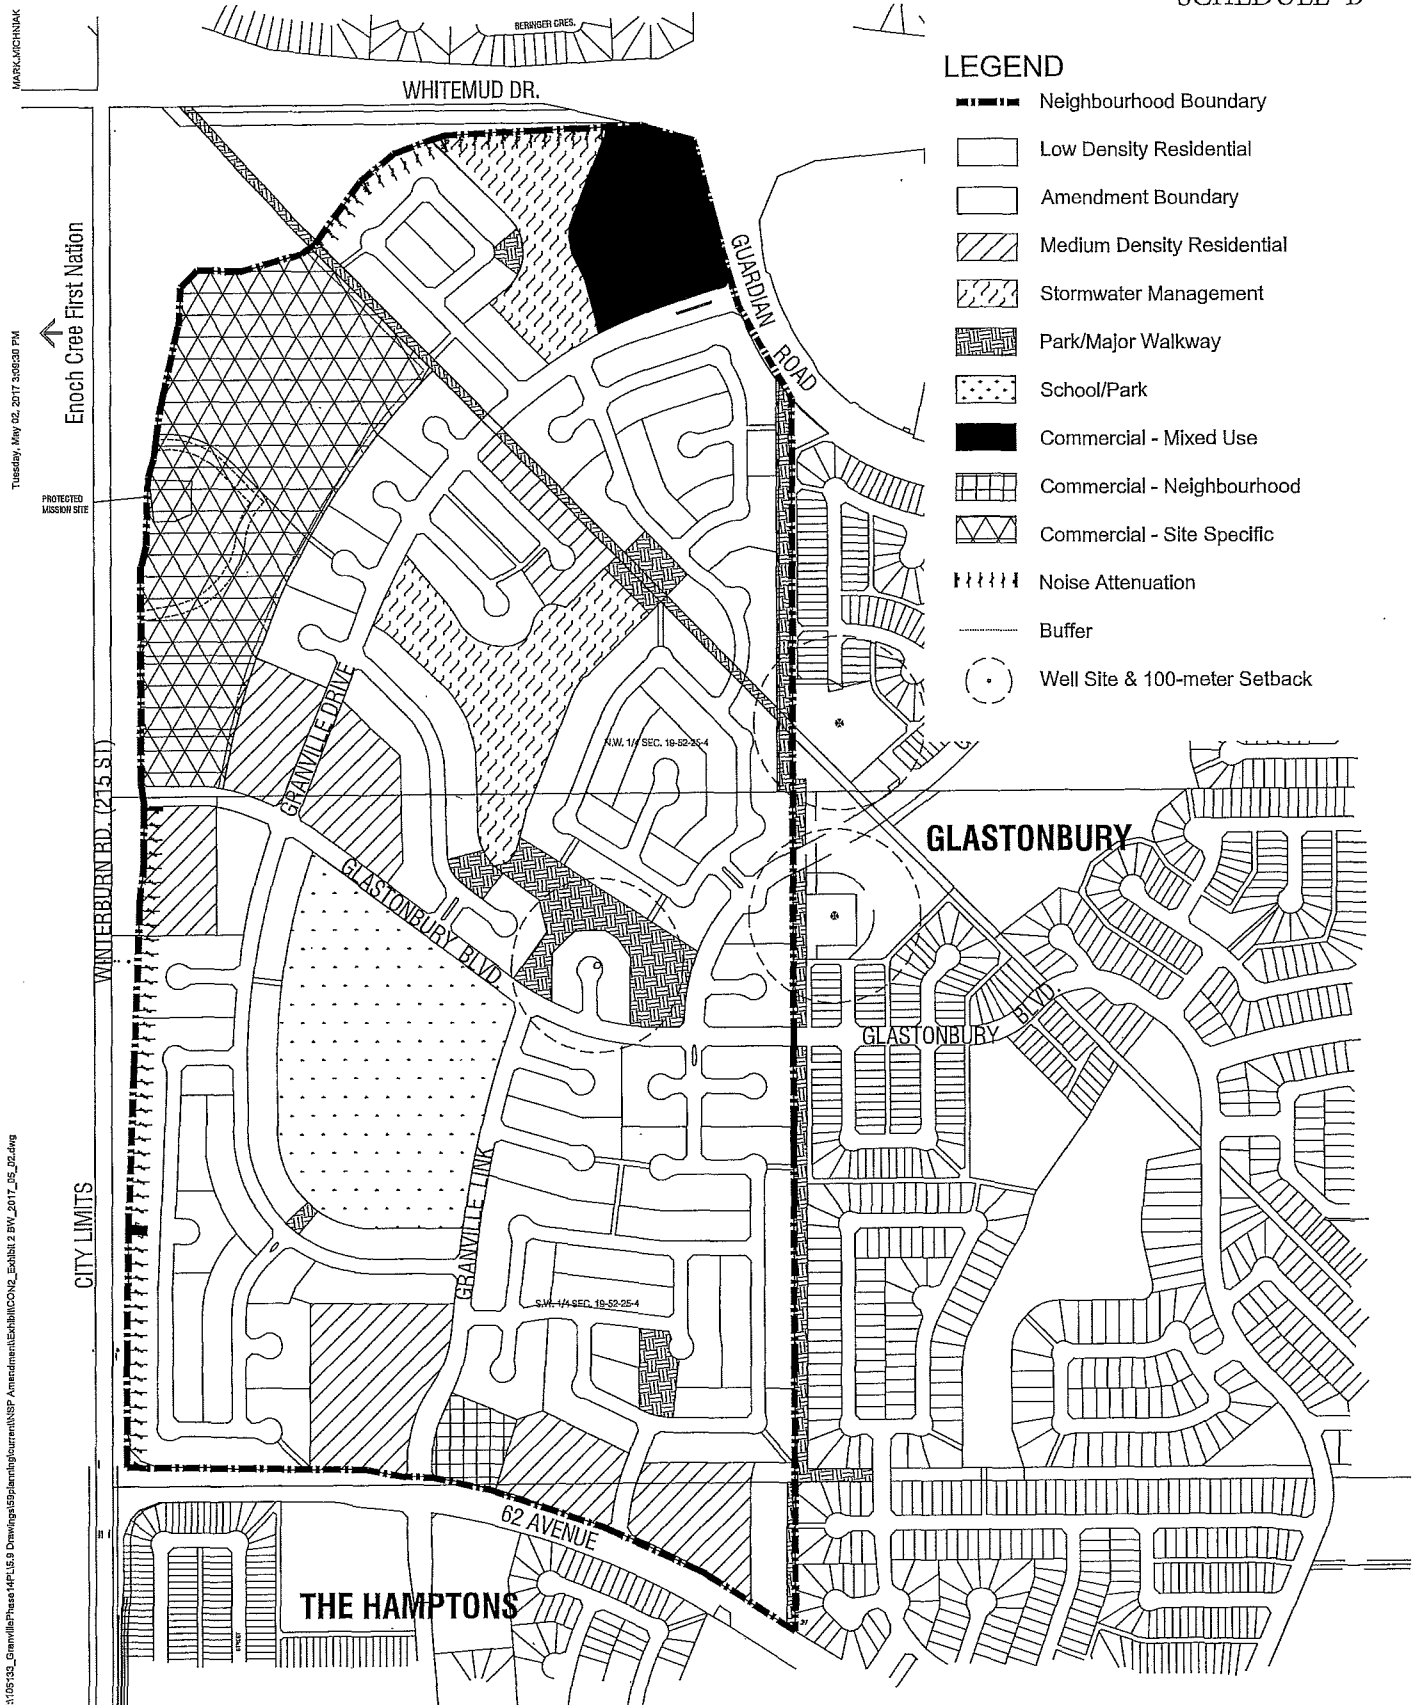 SCHEDULE "B"
MARK.MICHNIAK
BERINGER CRES.
WHITEMUD DR.
LEGEND
Neighbourhood Boundary
Low Density Residential
Amendment Boundary
Medium Density Residential
Stormwater Management
Park/Major Walkway
School/Park
Commercial - Mixed Use
Commercial - Neighbourhood
Commercial - Site Specific
Noise Attenuation
Buffer
Well Site & 100-meter Setback
Enoch Cree First Nation
Tuesday, May 02, 2017 3:09:30 PM
GUARDIAN ROAD
PROTECTED
MISSION SITE
GRANVILLE DRIVE
N.W. 1/4 SEC. 19-52-25-4
WINTERBURN RD. (215 ST)
GLASTONBURY
GLASTONBURY BLVD.
GLASTONBURY BLVD.
GRANVILLE LINK
CITY LIMITS
S.W. 1/4 SEC. 19-52-25-4
62 AVENUE
THE HAMPTONS
STREET